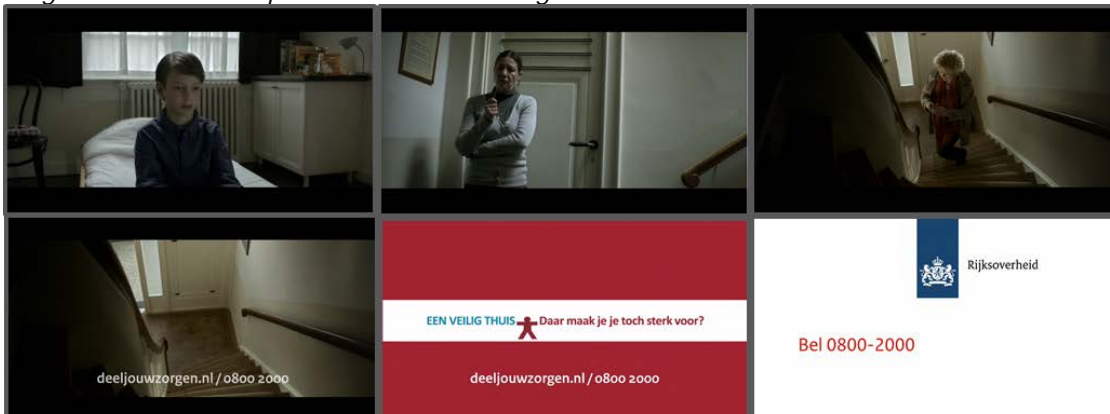 deeljouwzorgen.nl / 0800 2000
EEN VEILIG THUIS Daar maak je je toch sterk voor?
deeljouwzorgen.nl / 0800 2000
Rijksoverheid
Bel 0800-2000